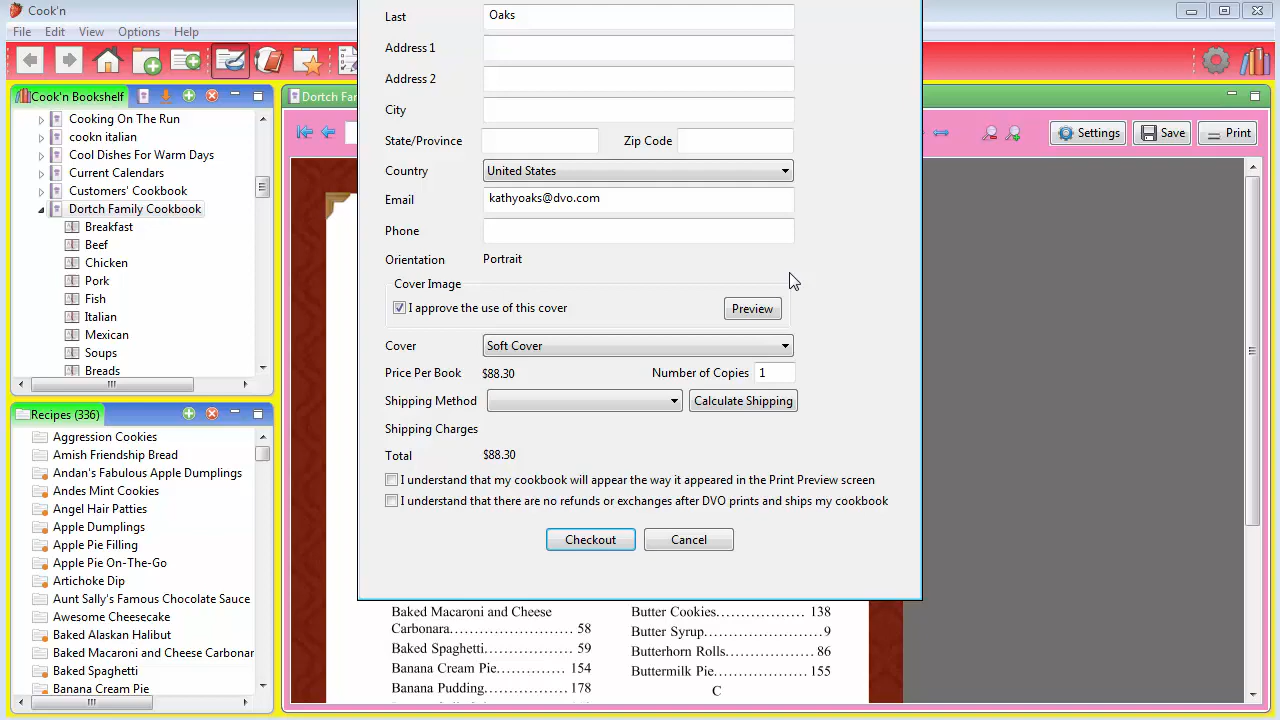 Cook'n
File Edit View Options Help
Cook'n Bookshelf
Cooking On The Run
cookn italian
Cool Dishes For Warm Days
Current Calendars
Customers' Cookbook
Dortch Family Cookbook
Breakfast
Beef
Chicken
Pork
Fish
Italian
Mexican
Soups
Breads
Recipes (336)
Aggression Cookies
Amish Friendship Bread
Andan's Fabulous Apple Dumplings
Andes Mint Cookies
Angel Hair Patties
Apple Dumplings
Apple Pie Filling
Apple Pie On-The-Go
Artichoke Dip
Aunt Sally's Famous Chocolate Sauce
Awesome Cheesecake
Baked Alaskan Halibut
Baked Macaroni and Cheese Carbonar
Baked Spaghetti
Banana Cream Pie
Dortch Fa
Settings Save Print
Last Oaks
Address 1
Address 2
City
State/Province Zip Code
Country United States
Email kathyoaks@dvo.com
Phone
Orientation Portrait
Cover Image
I approve the use of this cover Preview
Cover Soft Cover
Price Per Book $88.30 Number of Copies 1
Shipping Method Calculate Shipping
Shipping Charges
Total $88.30
I understand that my cookbook will appear the way it appeared in the Print Preview screen
I understand that there are no refunds or exchanges after DVO prints and ships my cookbook
Checkout Cancel
Baked Macaroni and Cheese
Carbonara.......................... 58
Baked Spaghetti................. 59
Banana Cream Pie............. 154
Banana Pudding................ 178
Butter Cookies................. 138
Butter Syrup........................ 9
Butterhorn Rolls................ 86
Buttermilk Pie.................. 155
C